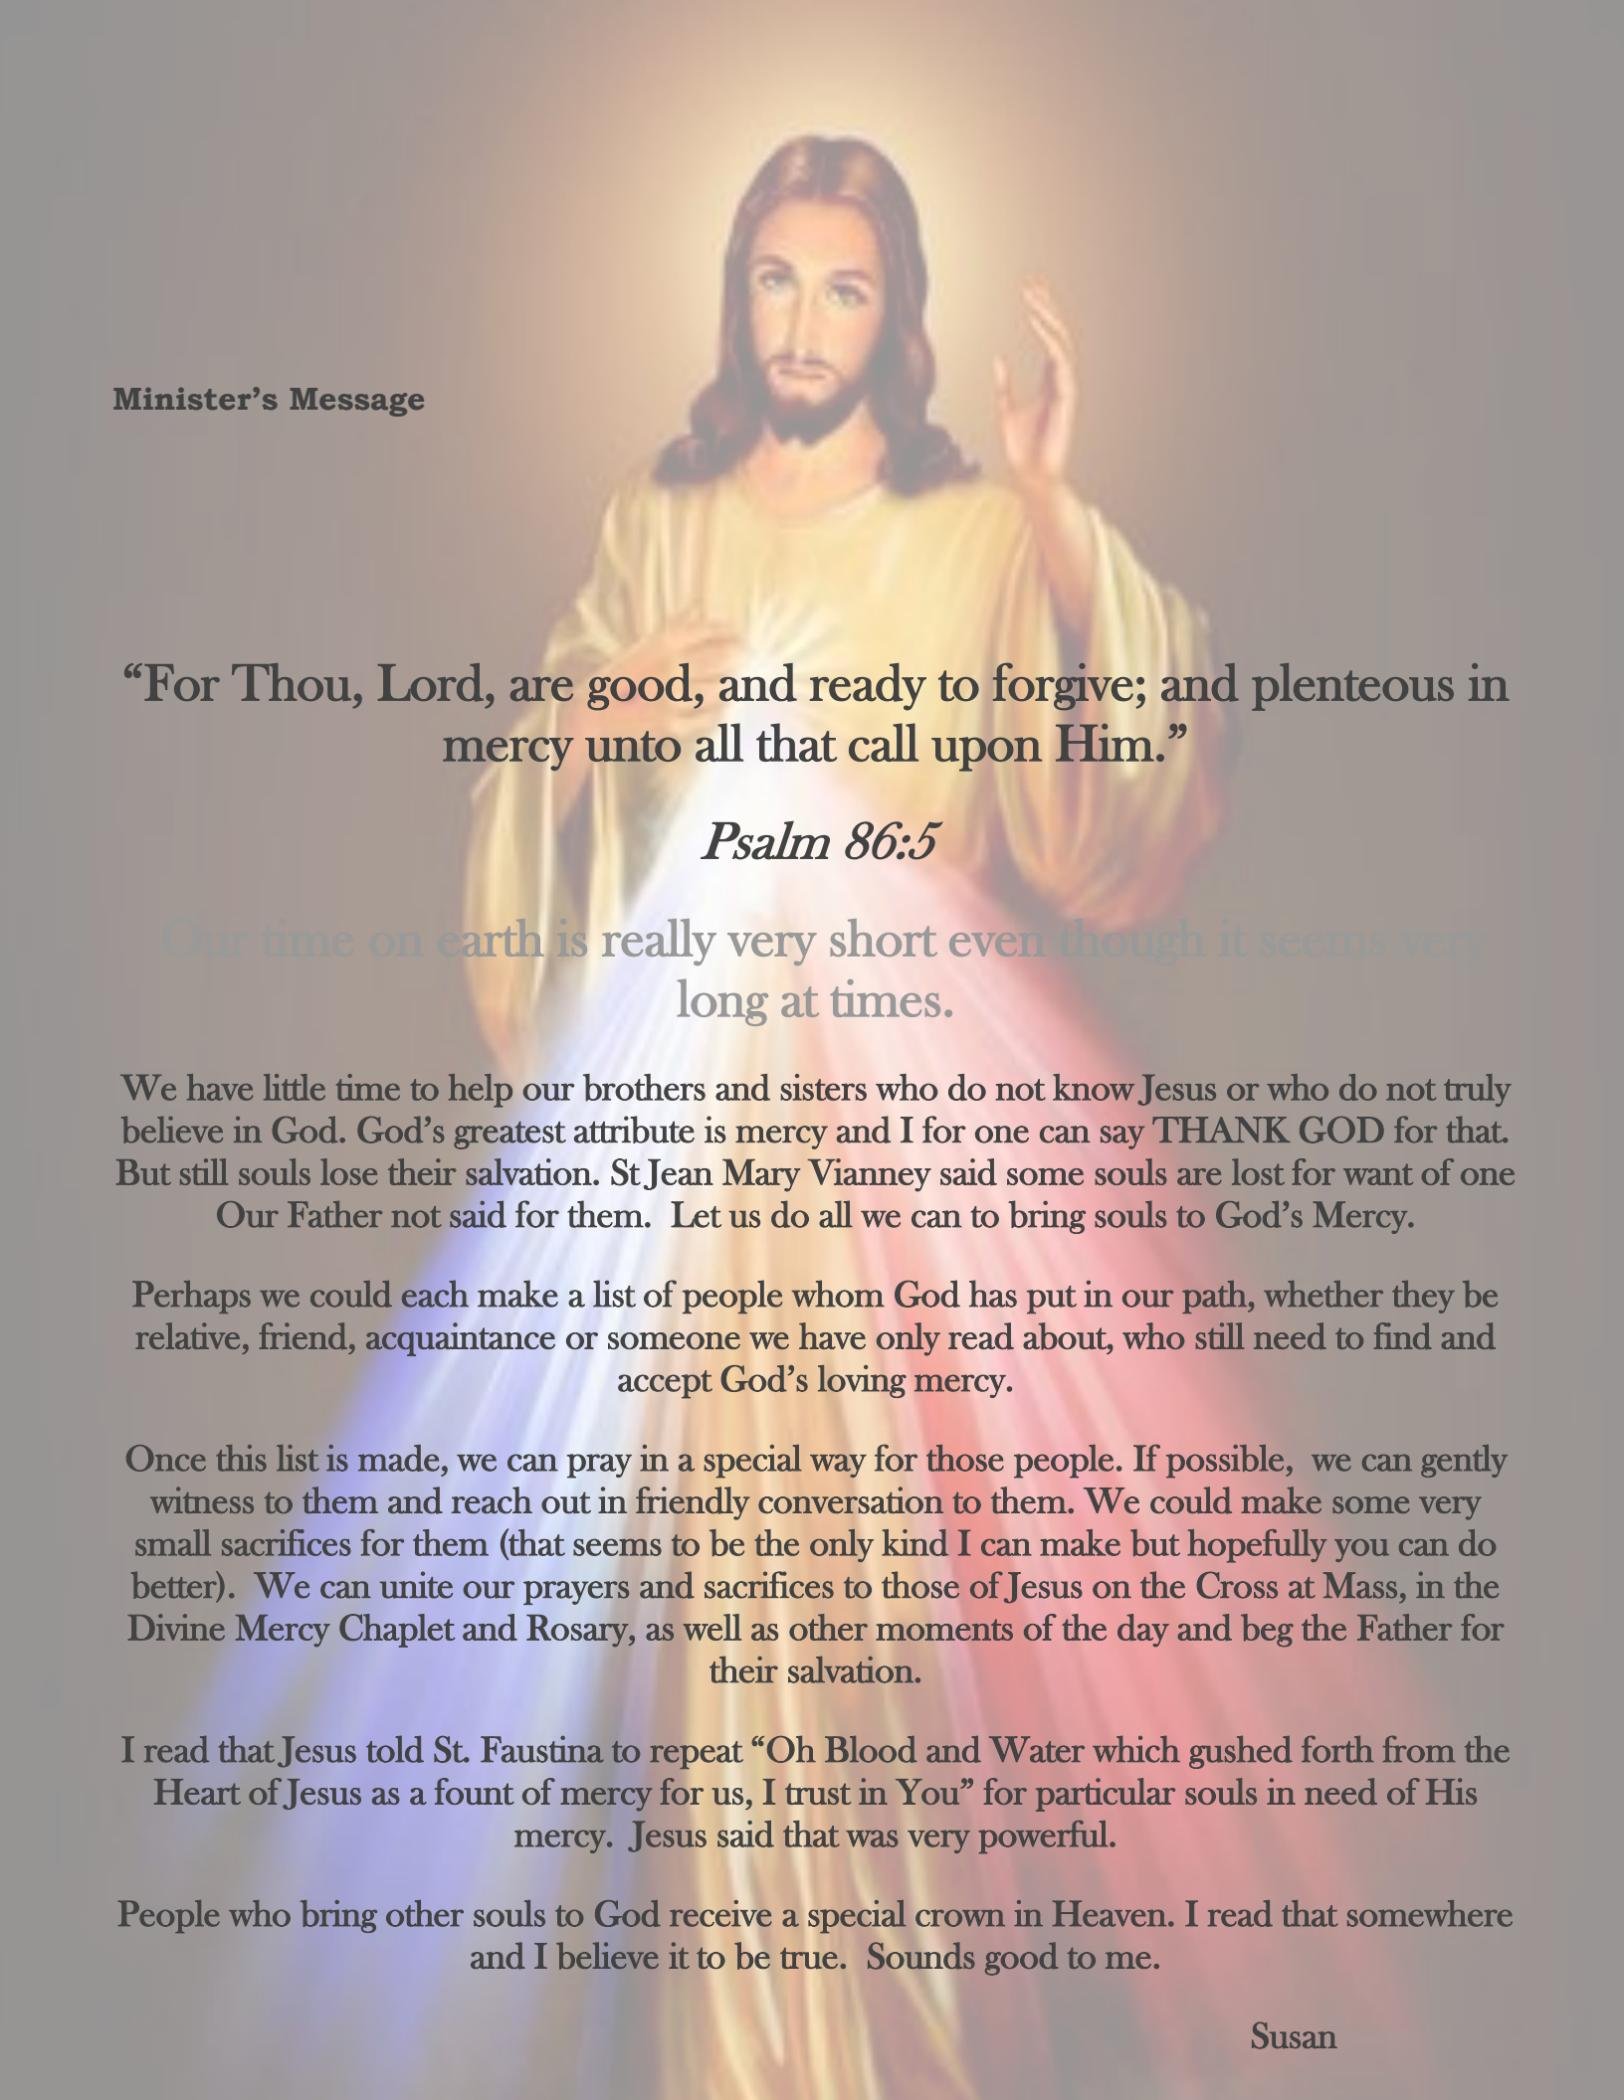 Minister’s Message
“For Thou, Lord, are good, and ready to forgive; and plenteous in
mercy unto all that call upon Him.”
Psalm 86:5
Our time on earth is really very short even though it seems very
long at times.
We have little time to help our brothers and sisters who do not know Jesus or who do not truly
believe in God. God’s greatest attribute is mercy and I for one can say THANK GOD for that.
But still souls lose their salvation. St Jean Mary Vianney said some souls are lost for want of one
Our Father not said for them.  Let us do all we can to bring souls to God’s Mercy.
Perhaps we could each make a list of people whom God has put in our path, whether they be
relative, friend, acquaintance or someone we have only read about, who still need to find and
accept God’s loving mercy.
Once this list is made, we can pray in a special way for those people. If possible,  we can gently
witness to them and reach out in friendly conversation to them. We could make some very
small sacrifices for them (that seems to be the only kind I can make but hopefully you can do
better).  We can unite our prayers and sacrifices to those of Jesus on the Cross at Mass, in the
Divine Mercy Chaplet and Rosary, as well as other moments of the day and beg the Father for
their salvation.
I read that Jesus told St. Faustina to repeat “Oh Blood and Water which gushed forth from the
Heart of Jesus as a fount of mercy for us, I trust in You” for particular souls in need of His
mercy.  Jesus said that was very powerful.
People who bring other souls to God receive a special crown in Heaven. I read that somewhere
and I believe it to be true.  Sounds good to me.
Susan